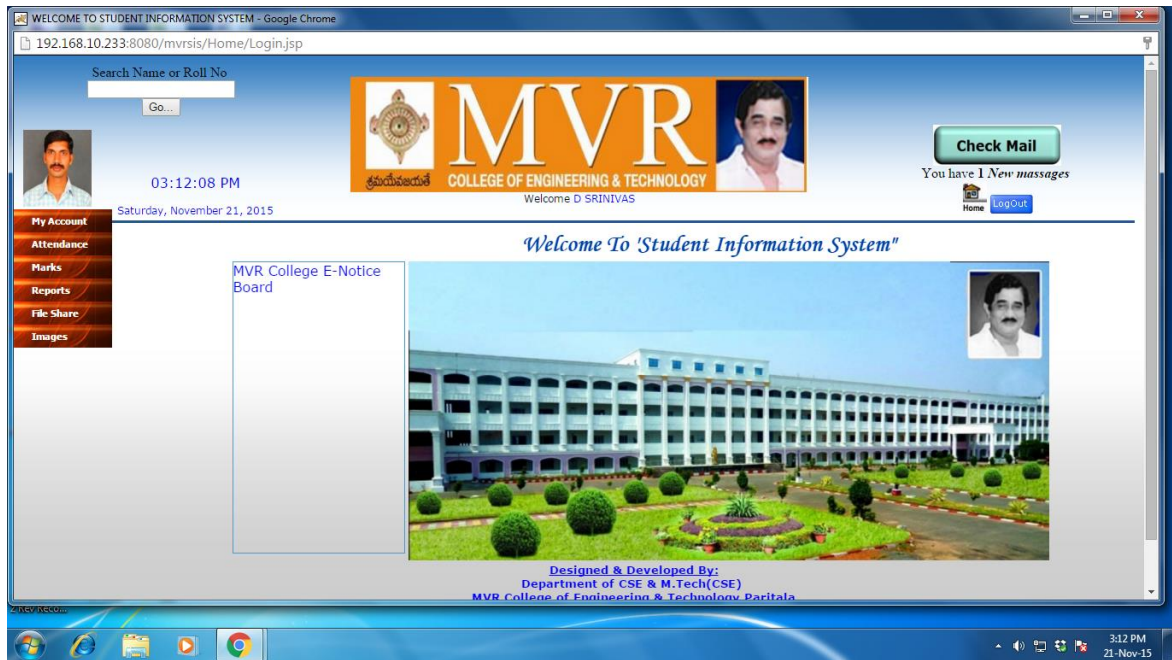 WELCOME TO STUDENT INFORMATION SYSTEM - Google Chrome
192.168.10.233:8080/mvrsis/Home/Login.jsp
Search Name or Roll No
Go...
MVR
COLLEGE OF ENGINEERING & TECHNOLOGY
శ్రమయేవజయతే
Check Mail
You have 1 New massages
Home LogOut
03:12:08 PM
Saturday, November 21, 2015
Welcome D SRINIVAS
My Account
Attendance
Marks
Reports
File Share
Images
Welcome To 'Student Information System"
MVR College E-Notice
Board
Designed & Developed By:
Department of CSE & M.Tech(CSE)
MVR College of Engineering & Technology Paritala
3:12 PM
21-Nov-15